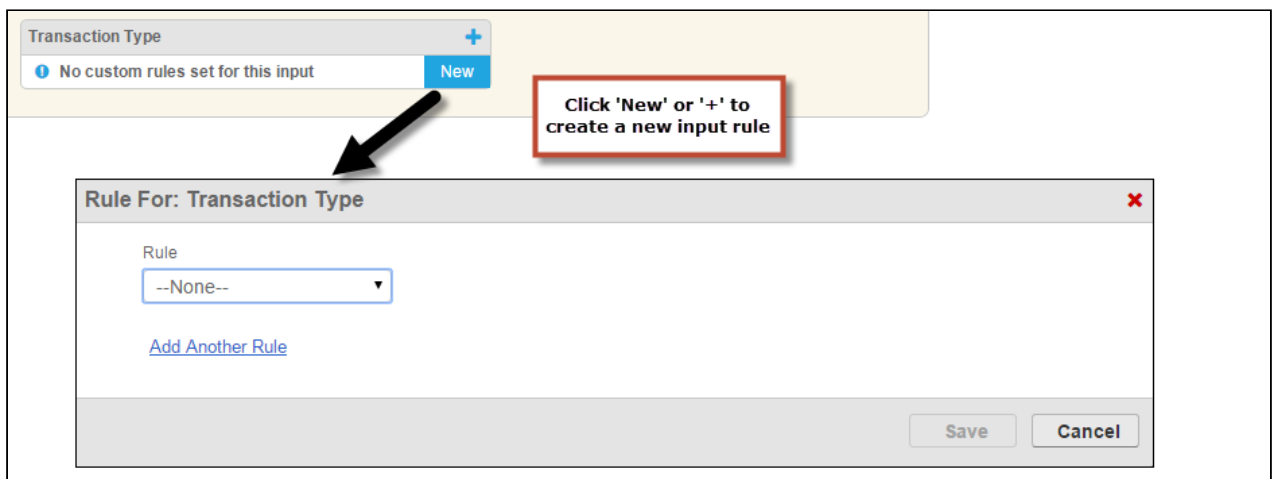 Transaction Type +
No custom rules set for this input New
Click 'New' or '+' to
create a new input rule
Rule For: Transaction Type
Rule
--None--
Add Another Rule
Save Cancel